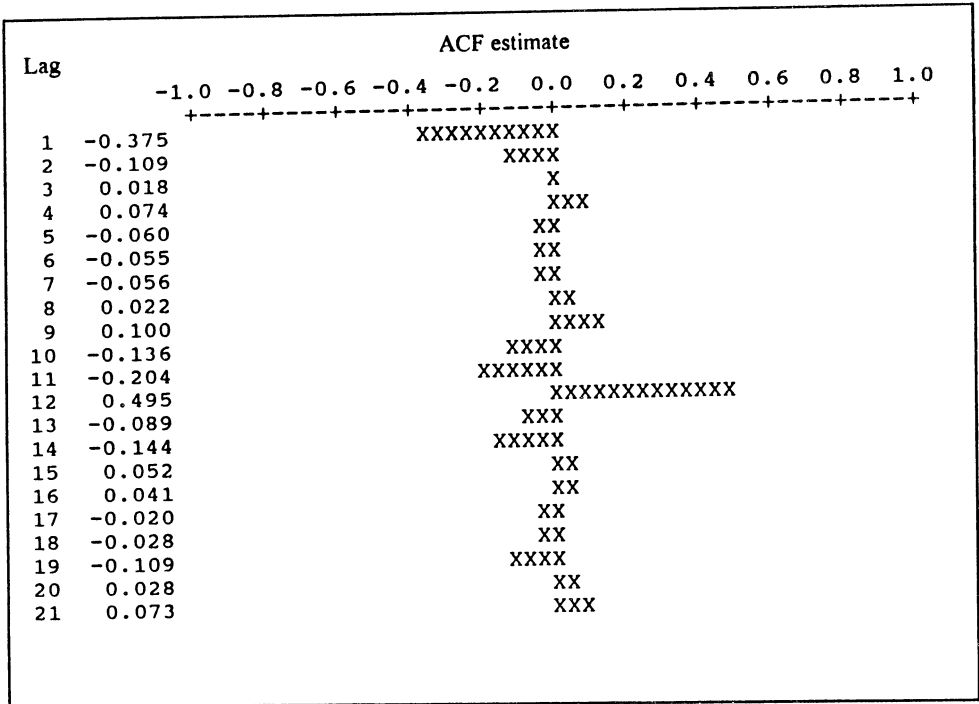 ACF estimate
Lag
-1.0 -0.8 -0.6 -0.4 -0.2 0.0 0.2 0.4 0.6 0.8 1.0
+----+----+----+----+----+----+----+----+----+----+
1 -0.375 XXXXXXXXXX
2 -0.109 XXXX
3 0.018 X
4 0.074 XXX
5 -0.060 XX
6 -0.055 XX
7 -0.056 XX
8 0.022 XX
9 0.100 XXXX
10 -0.136 XXXX
11 -0.204 XXXXXX
12 0.495 XXXXXXXXXXXXX
13 -0.089 XXX
14 -0.144 XXXXX
15 0.052 XX
16 0.041 XX
17 -0.020 XX
18 -0.028 XX
19 -0.109 XXXX
20 0.028 XX
21 0.073 XXX